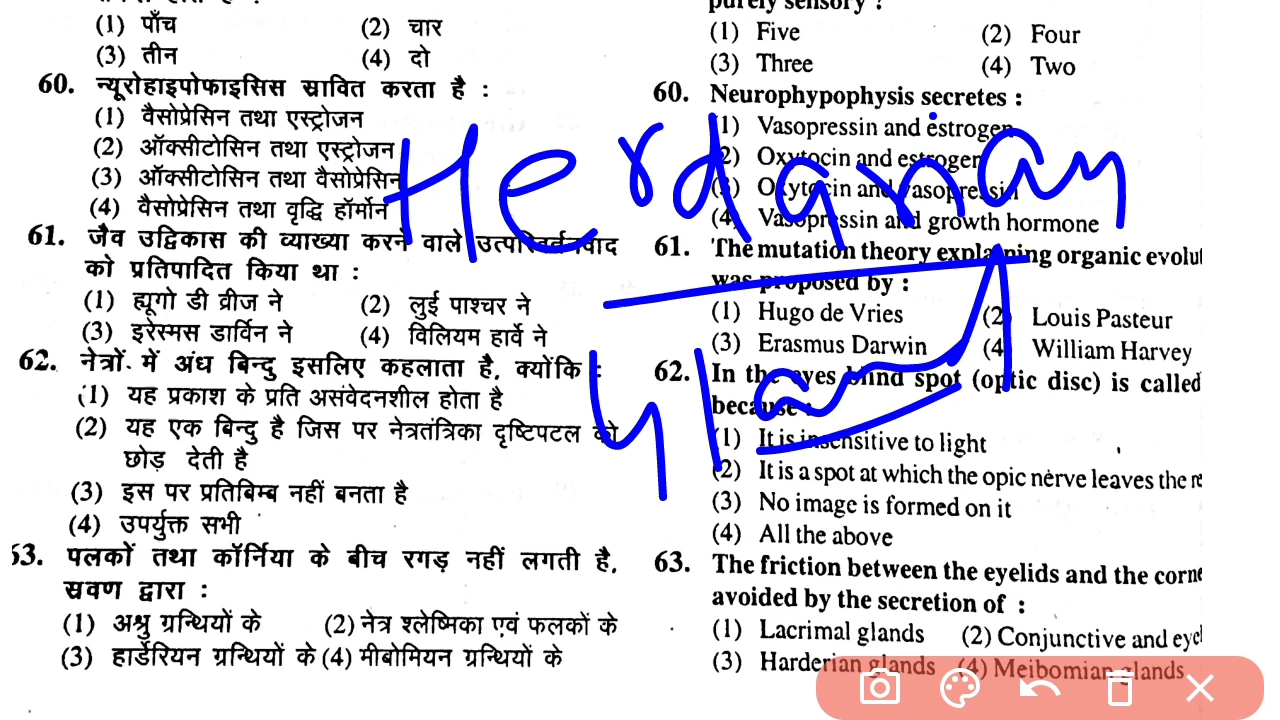 (1) पाँच (2) चार
(3) तीन (4) दो
60. न्यूरोहाइपोफाइसिस स्रावित करता है :
(1) वैसोप्रेसिन तथा एस्ट्रोजन
(2) ऑक्सीटोसिन तथा एस्ट्रोजन
(3) ऑक्सीटोसिन तथा वैसोप्रेसिन
(4) वैसोप्रेसिन तथा वृद्धि हॉर्मोन
61. जैव उद्विकास की व्याख्या करने वाले उत्परिवर्तनवाद
को प्रतिपादित किया था :
(1) ह्यूगो डी व्रीज ने (2) लुई पाश्चर ने
(3) इरेस्मस डार्विन ने (4) विलियम हार्वे ने
62. नेत्रों में अंध बिन्दु इसलिए कहलाता है, क्योंकि :
(1) यह प्रकाश के प्रति असंवेदनशील होता है
(2) यह एक बिन्दु है जिस पर नेत्रतंत्रिका दृष्टिपटल को
छोड़ देती है
(3) इस पर प्रतिबिम्ब नहीं बनता है
(4) उपर्युक्त सभी
53. पलकों तथा कॉर्निया के बीच रगड़ नहीं लगती है,
स्रवण द्वारा :
(1) अश्रु ग्रन्थियों के (2) नेत्र श्लेष्मिका एवं फलकों के
(3) हार्डेरियन ग्रन्थियों के (4) मीबोमियन ग्रन्थियों के
purely sensory :
(1) Five (2) Four
(3) Three (4) Two
60. Neurophypophysis secretes :
(1) Vasopressin and estrogen
(2) Oxytocin and estrogen
(3) Oxytocin and vasopressin
(4) Vasopressin and growth hormone
61. The mutation theory explaining organic evolut
was proposed by :
(1) Hugo de Vries (2) Louis Pasteur
(3) Erasmus Darwin (4) William Harvey
62. In the eyes blind spot (optic disc) is called
because :
(1) It is insensitive to light
(2) It is a spot at which the opic nerve leaves the re
(3) No image is formed on it
(4) All the above
63. The friction between the eyelids and the corne
avoided by the secretion of :
(1) Lacrimal glands (2) Conjunctive and eyel
(3) Harderian glands (4) Meibomian glands